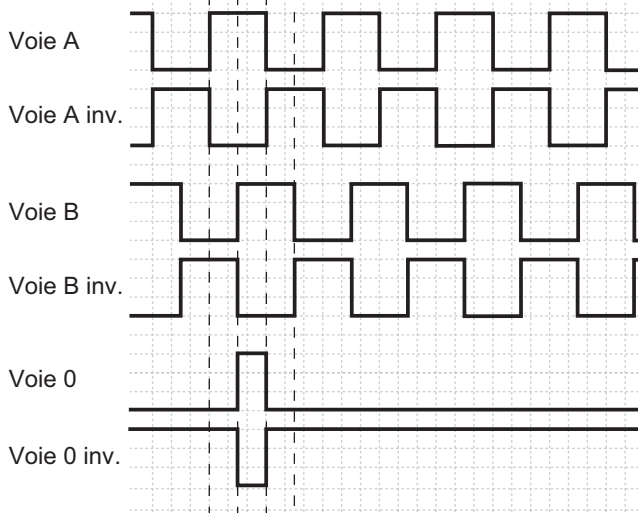 Voie A
Voie A inv.
Voie B
Voie B inv.
Voie 0
Voie 0 inv.